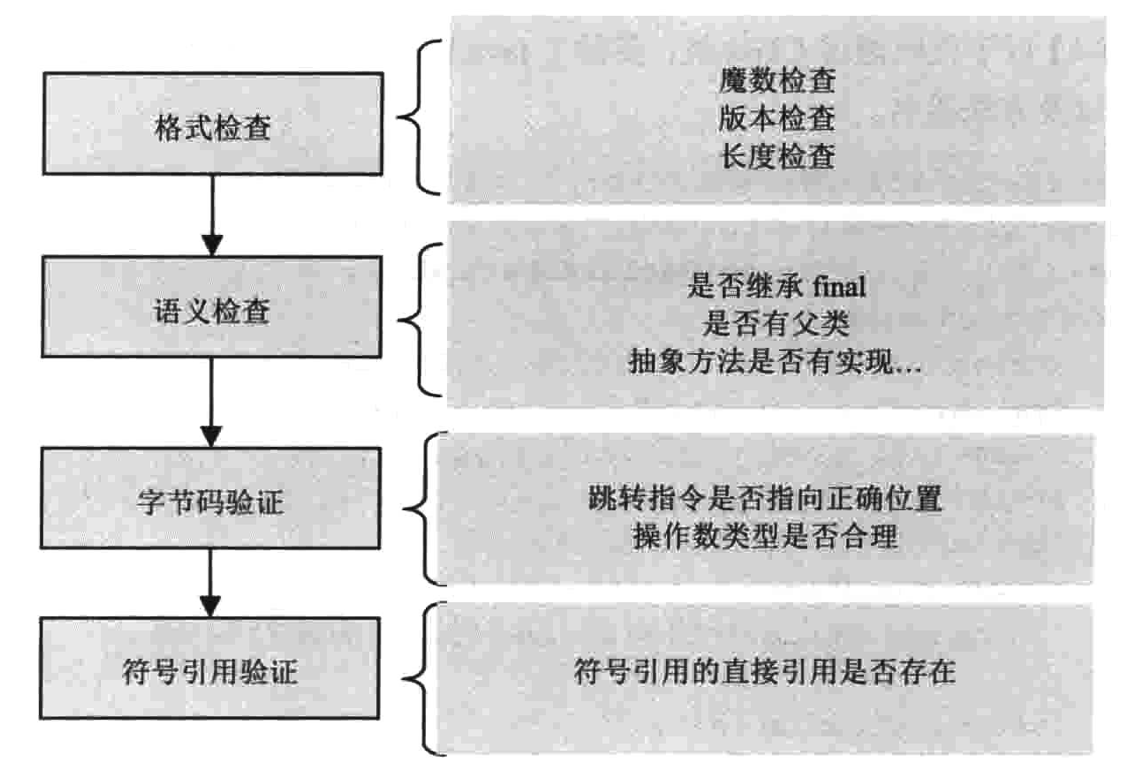 格式检查
魔数检查
版本检查
长度检查
语义检查
是否继承 final
是否有父类
抽象方法是否有实现…
字节码验证
跳转指令是否指向正确位置
操作数类型是否合理
符号引用验证
符号引用的直接引用是否存在